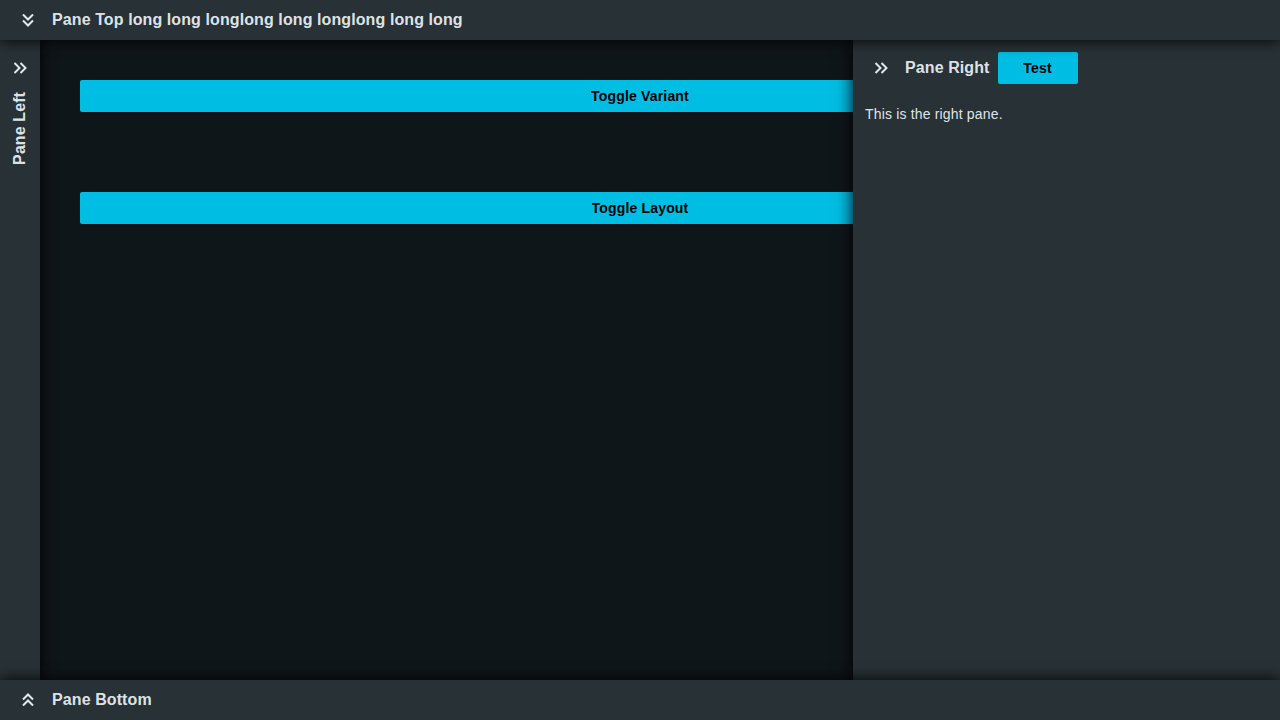 Pane Top long long longlong long longlong long long
Pane Left
Toggle Variant
Toggle Layout
Pane Right
Test
This is the right pane.
Pane Bottom